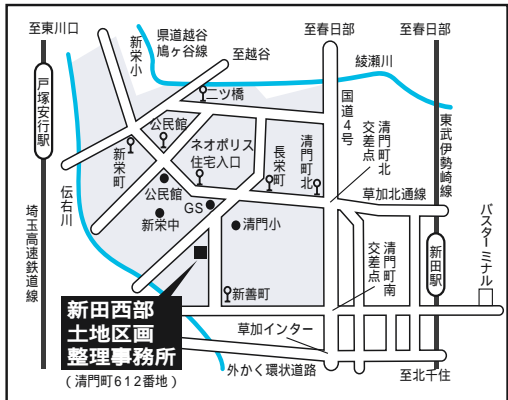 至東川口
新栄小
県道越谷
鳩ヶ谷線
至越谷
至春日部
至春日部
綾瀬川
戸塚安行駅
二ツ橋
公民館
新栄町
ネオポリス
住宅入口
長栄町
清門町北
国道4号
清門町北
交差点
東武伊勢崎線
伝右川
公民館
新栄中
GS
清門小
草加北通線
バスターミナル
埼玉高速鉄道線
清門町南
交差点
新田駅
新善町
新田西部
土地区画
整理事務所
(清門町612番地)
草加インター
外かく環状道路
至北千住